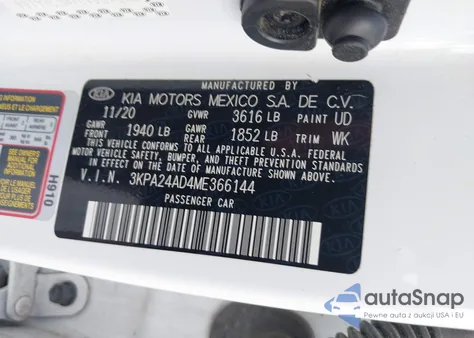 MANUFACTURED BY
KIA KIA MOTORS MEXICO S.A. DE C.V.
11/20 GVWR 3616 LB PAINT UD
GAWR FRONT 1940 LB GAWR REAR 1852 LB TRIM WK
THIS VEHICLE CONFORMS TO ALL APPLICABLE U.S. FEDERAL
MOTOR VEHICLE SAFETY, BUMPER, AND THEFT PREVENTION
STANDARDS IN EFFECT ON THE DATE OF MANUFACTURE
SHOWN ABOVE.
V.I.N. 3KPA24AD4ME366144
PASSENGER CAR
H910
autoSnap
Pewne auta z aukcji USA i EU